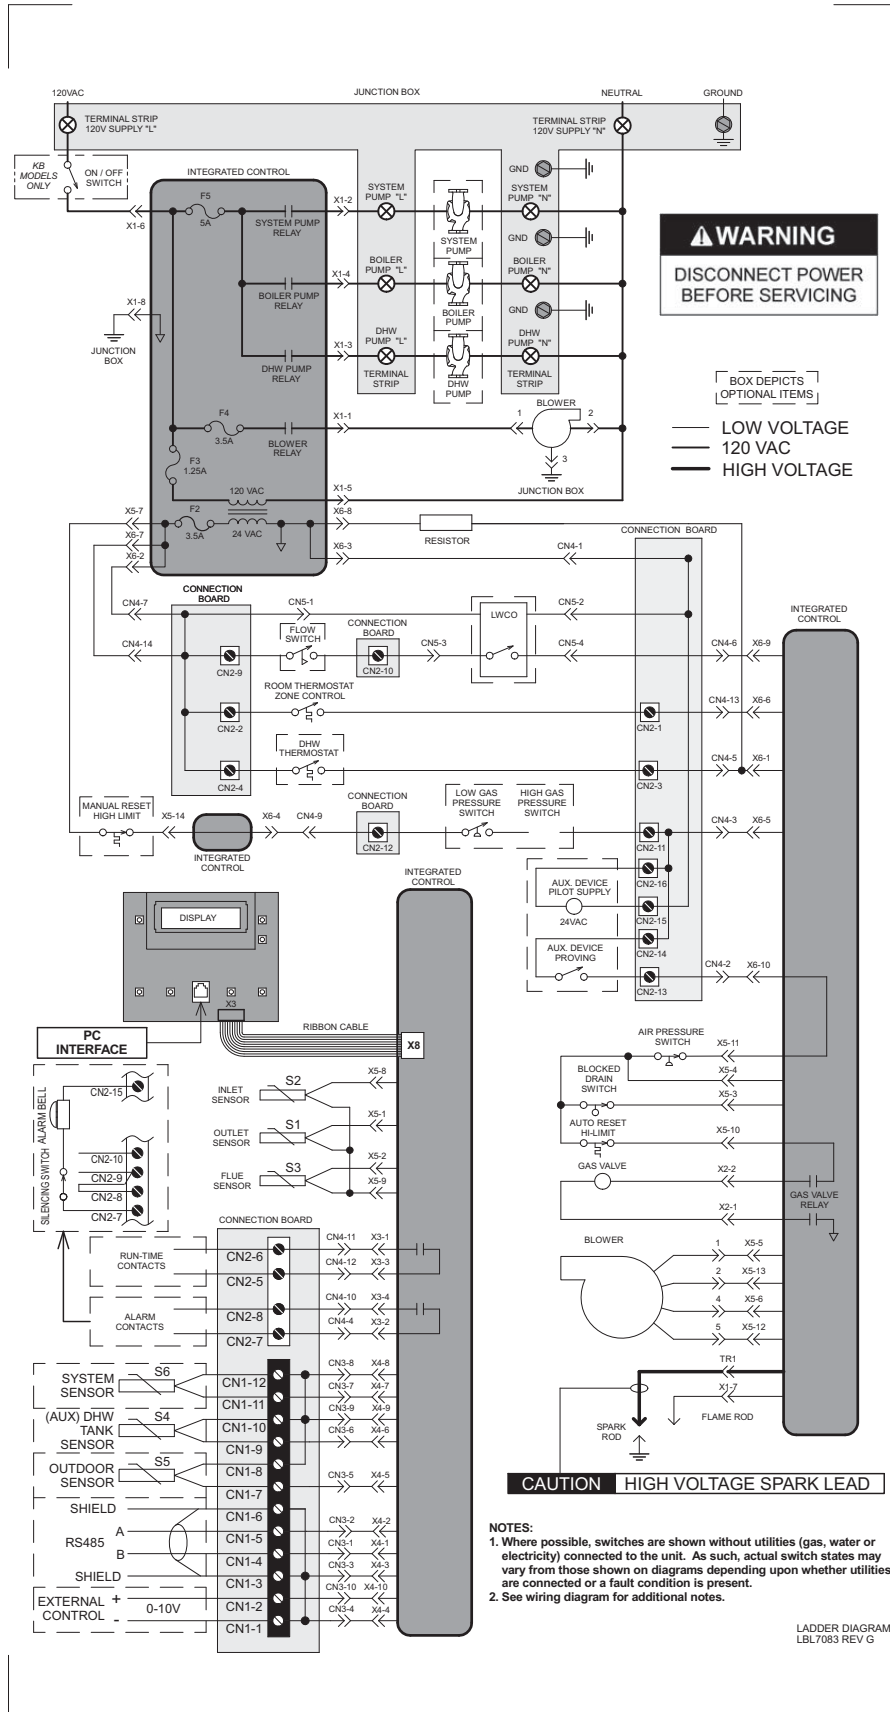 120VAC
JUNCTION BOX
NEUTRAL
GROUND
TERMINAL STRIP
120V SUPPLY "L"
TERMINAL STRIP
120V SUPPLY "N"
KB
MODELS
ONLY
ON / OFF
SWITCH
INTEGRATED CONTROL
GND
F5
5A
X1-6
SYSTEM PUMP
RELAY
X1-2
SYSTEM
PUMP "L"
SYSTEM
PUMP
SYSTEM
PUMP "N"
GND
WARNING
DISCONNECT POWER
BEFORE SERVICING
BOILER PUMP
RELAY
X1-4
BOILER
PUMP "L"
BOILER
PUMP
BOILER
PUMP "N"
GND
X1-8
JUNCTION
BOX
DHW PUMP
RELAY
X1-3
DHW
PUMP "L"
TERMINAL
STRIP
DHW
PUMP
DHW
PUMP "N"
TERMINAL
STRIP
BOX DEPICTS
OPTIONAL ITEMS
LOW VOLTAGE
120 VAC
HIGH VOLTAGE
F4
3.5A
BLOWER
RELAY
X1-1
BLOWER
1
2
3
F3
1.25A
120 VAC
X1-5
JUNCTION BOX
X5-7
F2
3.5A
24 VAC
X6-8
RESISTOR
CONNECTION BOARD
X6-7
X6-2
X6-3
CN4-1
CONNECTION
BOARD
CN4-7
CN5-1
CN5-2
LWCO
INTEGRATED
CONTROL
CN4-14
CN2-9
FLOW
SWITCH
CONNECTION
BOARD
CN2-10
CN5-3
CN5-4
CN4-6
X6-9
ROOM THERMOSTAT
ZONE CONTROL
CN2-2
CN2-1
CN4-13
X6-6
DHW
THERMOSTAT
CN2-4
CN2-3
CN4-5
X6-1
MANUAL RESET
HIGH LIMIT
X5-14
INTEGRATED
CONTROL
X6-4
CN4-9
CONNECTION
BOARD
CN2-12
LOW GAS
PRESSURE
SWITCH
HIGH GAS
PRESSURE
SWITCH
CN2-11
CN4-3
X6-5
CN2-16
AUX. DEVICE
PILOT SUPPLY
24VAC
CN2-15
CN2-14
AUX. DEVICE
PROVING
CN2-13
CN4-2
X6-10
INTEGRATED
CONTROL
DISPLAY
X3
RIBBON CABLE
X8
PC
INTERFACE
AIR PRESSURE
SWITCH
X5-11
X5-4
BLOCKED
DRAIN
SWITCH
X5-3
AUTO RESET
HI-LIMIT
X5-10
GAS VALVE
X2-2
X2-1
GAS VALVE
RELAY
SILENCING SWITCH
ALARM BELL
CN2-15
CN2-10
CN2-9
CN2-8
CN2-7
INLET
SENSOR
S2
X5-8
OUTLET
SENSOR
S1
X5-1
FLUE
SENSOR
S3
X5-2
X5-9
BLOWER
1
X5-5
2
X5-13
4
X5-6
5
X5-12
CONNECTION BOARD
RUN-TIME
CONTACTS
CN2-6
CN4-11
X3-1
CN2-5
CN4-12
X3-3
ALARM
CONTACTS
CN2-8
CN4-10
X3-4
CN2-7
CN4-4
X3-2
SYSTEM
SENSOR
S6
CN1-12
CN3-8
X4-8
CN1-11
CN3-7
X4-7
(AUX) DHW
TANK
SENSOR
S4
CN1-10
CN3-9
X4-9
CN1-9
CN3-6
X4-6
OUTDOOR
SENSOR
S5
CN1-8
CN1-7
CN3-5
X4-5
SHIELD
CN1-6
RS485
A
CN1-5
CN3-2
X4-2
B
CN1-4
CN3-1
X4-1
SHIELD
CN1-3
CN3-3
X4-3
EXTERNAL
CONTROL
+
-
0-10V
CN1-2
CN3-10
X4-10
CN1-1
CN3-4
X4-4
TR1
X1-7
SPARK
ROD
FLAME ROD
CAUTION HIGH VOLTAGE SPARK LEAD
NOTES:
1. Where possible, switches are shown without utilities (gas, water or
electricity) connected to the unit. As such, actual switch states may
vary from those shown on diagrams depending upon whether utilities
are connected or a fault condition is present.
2. See wiring diagram for additional notes.
LADDER DIAGRAM
LBL7083 REV G